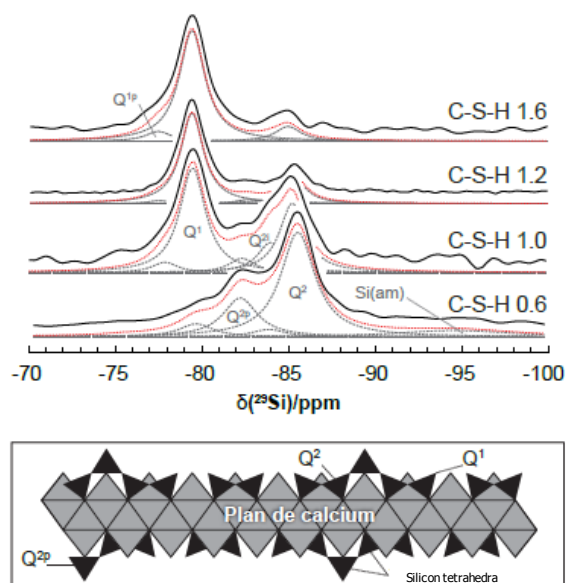 Q1p
C-S-H 1.6
C-S-H 1.2
Q1
Q2i
C-S-H 1.0
Q2p
Q2
Si(am)
C-S-H 0.6
-70 -75 -80 -85 -90 -95 -100
δ(²⁹Si)/ppm
Q2 Q1
Plan de calcium
Q2p
Silicon tetrahedra